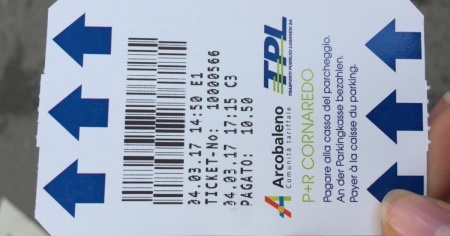 04.03.17 14:50 E1
TICKET-NO: 10000566
04.03.17 17:15 C3
PAGATO: 10.50
Arcobaleno
Comunità tariffale
TPL
TRASPORTI PUBBLICI LUGANESI SA
P+R CORNAREDO
Pagare alla cassa del parcheggio.
An der Parkingkasse bezahlen.
Payer à la caisse du parking.